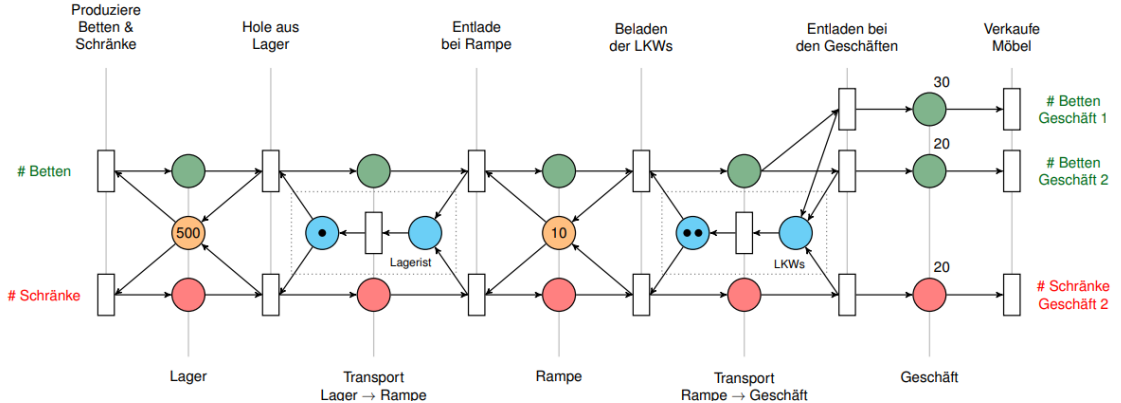 Produziere
Betten &
Schränke
Hole aus
Lager
Entlade
bei Rampe
Beladen
der LKWs
Entladen bei
den Geschäften
Verkaufe
Möbel
30
# Betten
Geschäft 1
20
# Betten
# Betten
Geschäft 2
500
10
Lagerist
LKWs
20
# Schränke
# Schränke
Geschäft 2
Lager
Transport
Lager → Rampe
Rampe
Transport
Rampe → Geschäft
Geschäft